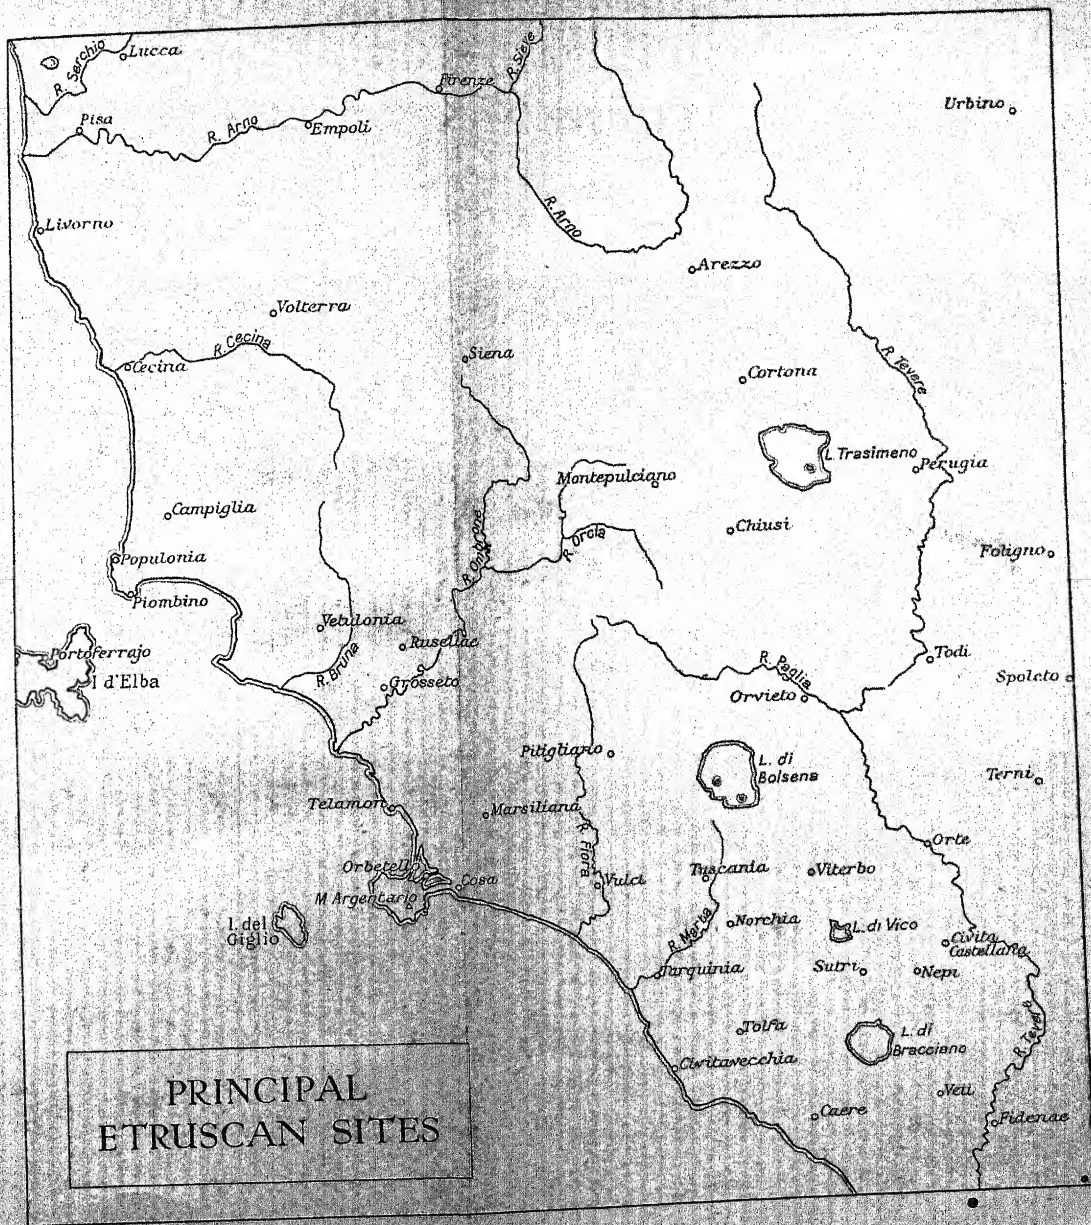 R. Serchio
Lucca
R. Sieve
Firenze
Urbino
Pisa
R. Arno
Empoli
R. Arno
Livorno
Arezzo
Volterra
R. Cecina
Siena
Cecina
R. Tevere
Cortona
L. Trasimeno
Perugia
Montepulciano
Campiglia
Chiusi
R. Ombrone
R. Orcia
Foligno
Populonia
Piombino
Vetulonia
Rusellae
Portoferrajo
I d'Elba
R. Bruna
Grosseto
R. Paglia
Todi
Orvieto
Spoleto
Pitigliano
L. di
Bolsena
Terni
Telamon
Marsiliana
R. Fiora
Orte
Orbetello
Tuscania
Viterbo
Cosa
Vulci
M Argentario
I. del
Giglio
R. Marta
Norchia
L. di Vico
Civita
Castellana
Tarquinia
Sutri
Nepi
Tolfa
L. di
Bracciano
R. Tevere
Civitavecchia
Veii
Caere
Fidenae
PRINCIPAL
ETRUSCAN SITES